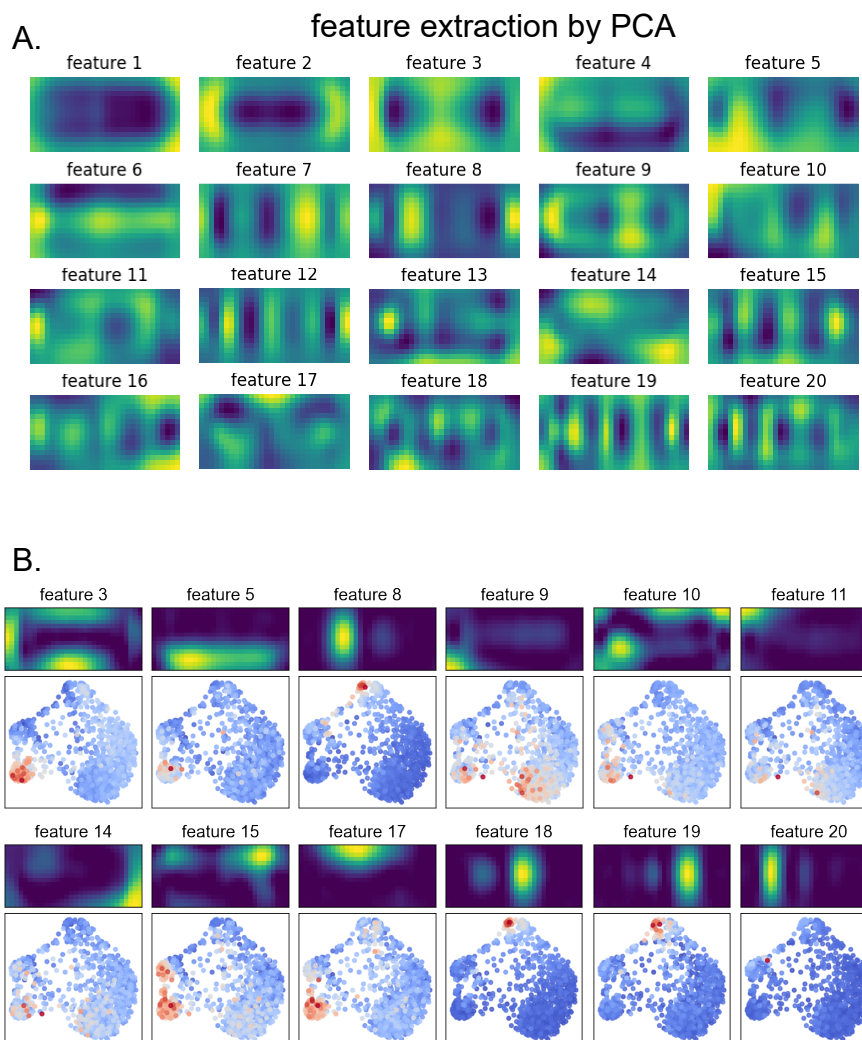 A.
feature extraction by PCA
feature 1 feature 2 feature 3 feature 4 feature 5
feature 6 feature 7 feature 8 feature 9 feature 10
feature 11 feature 12 feature 13 feature 14 feature 15
feature 16 feature 17 feature 18 feature 19 feature 20
B.
feature 3 feature 5 feature 8 feature 9 feature 10 feature 11
feature 14 feature 15 feature 17 feature 18 feature 19 feature 20